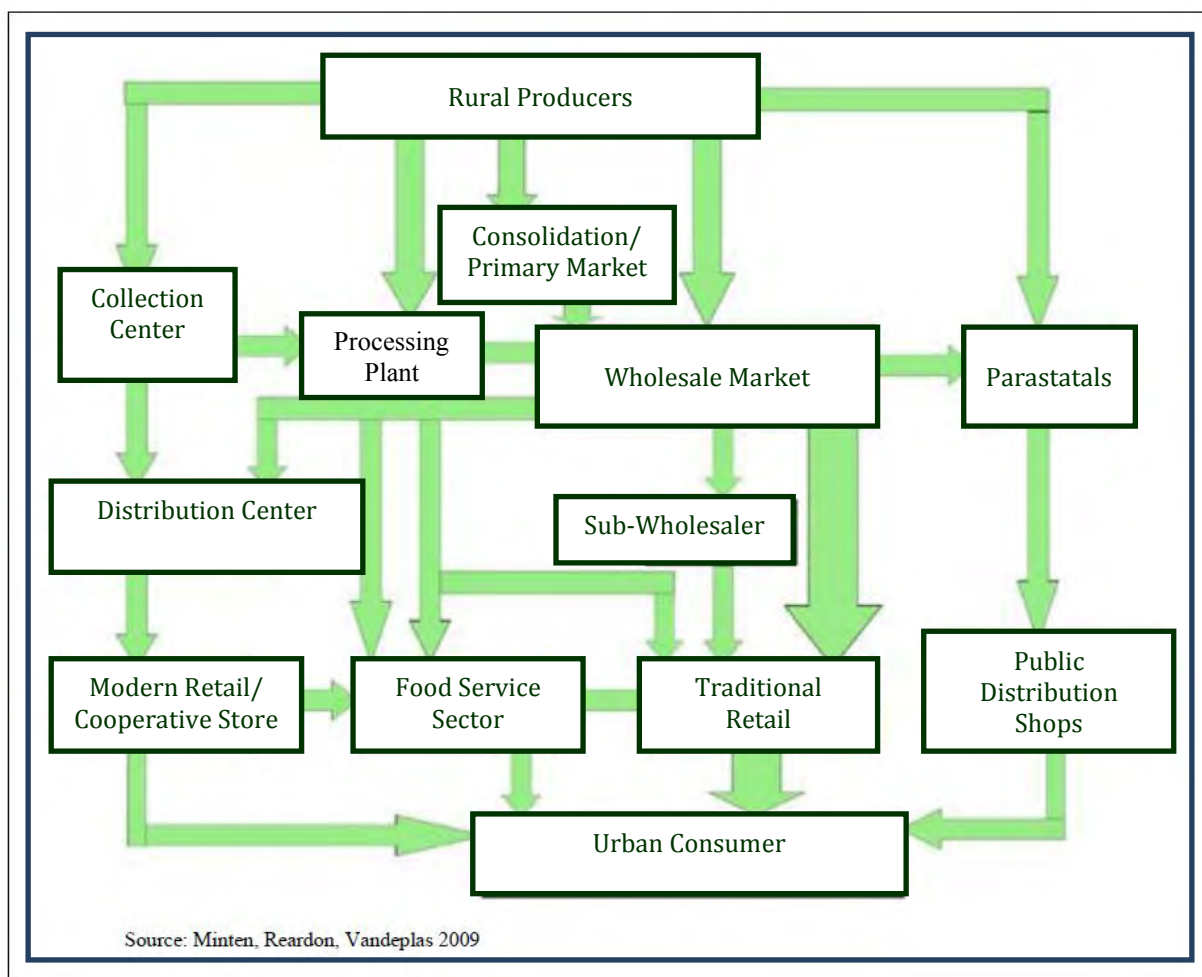 Rural Producers
Consolidation/
Primary Market
Collection
Center
Processing
Plant
Wholesale Market
Parastatals
Distribution Center
Sub-Wholesaler
Modern Retail/
Cooperative Store
Food Service
Sector
Traditional
Retail
Public
Distribution
Shops
Urban Consumer
Source: Minten, Reardon, Vandeplas 2009